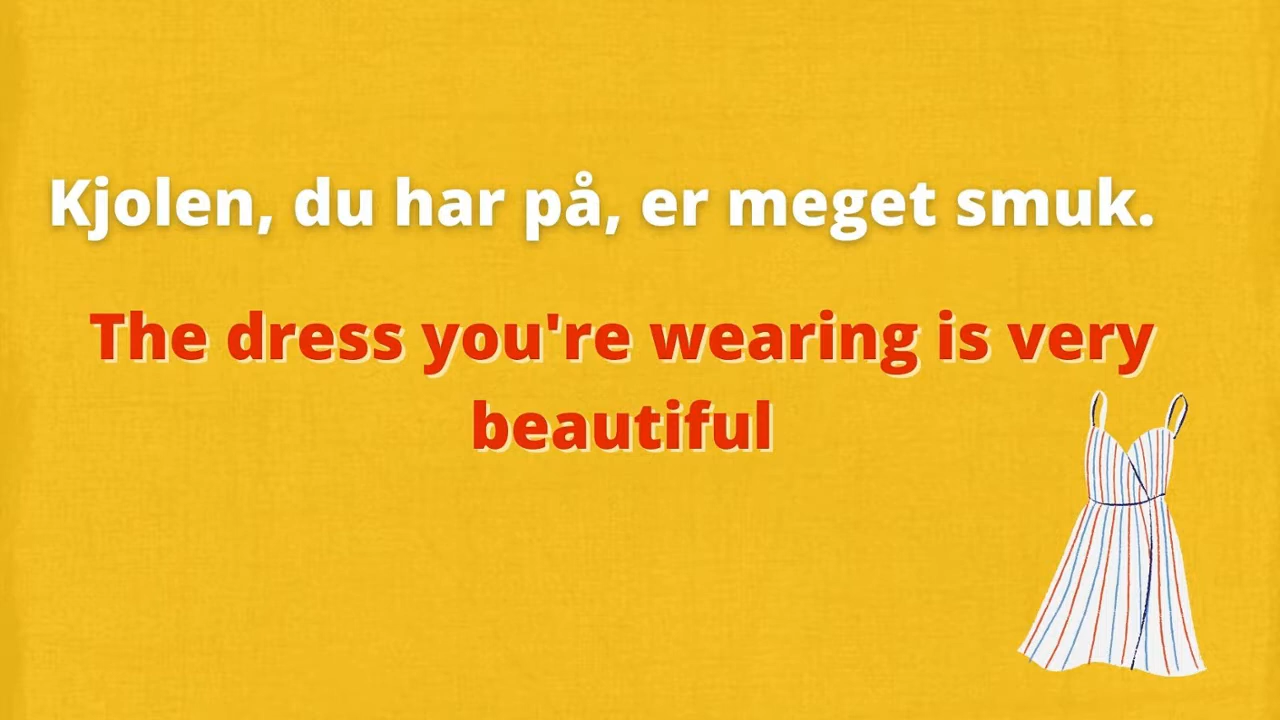 Kjolen, du har på, er meget smuk.
The dress you're wearing is very
beautiful